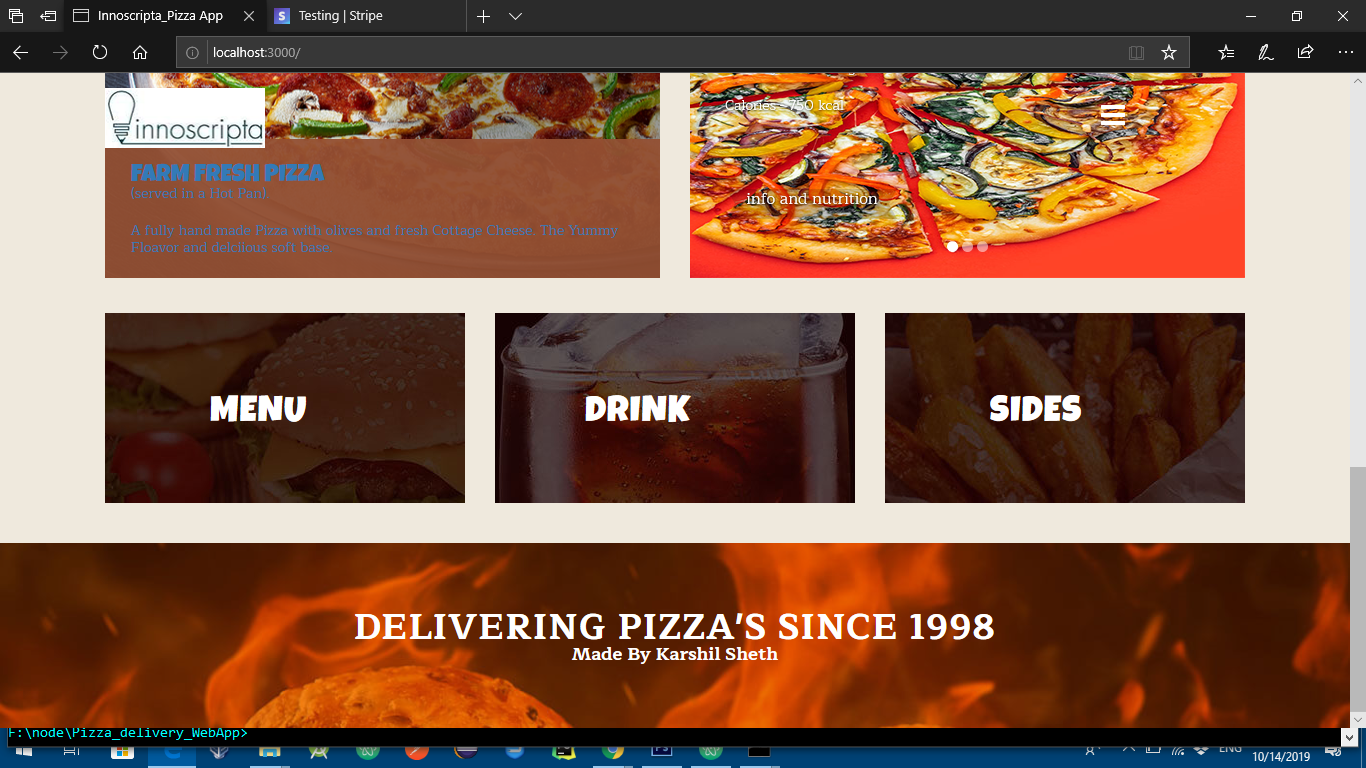 Innoscripta_Pizza App
Testing | Stripe
localhost:3000/
innoscripta
FARM FRESH PIZZA
(served in a Hot Pan).
A fully hand made Pizza with olives and fresh Cottage Cheese. The Yummy
Floavor and delciious soft base
Calories ~750 kcal
info and nutrition
MENU
DRINK
SIDES
DELIVERING PIZZA'S SINCE 1998
Made By Karshil Sheth
F:\node\Pizza_delivery_WebApp>
ENG
10/14/2019